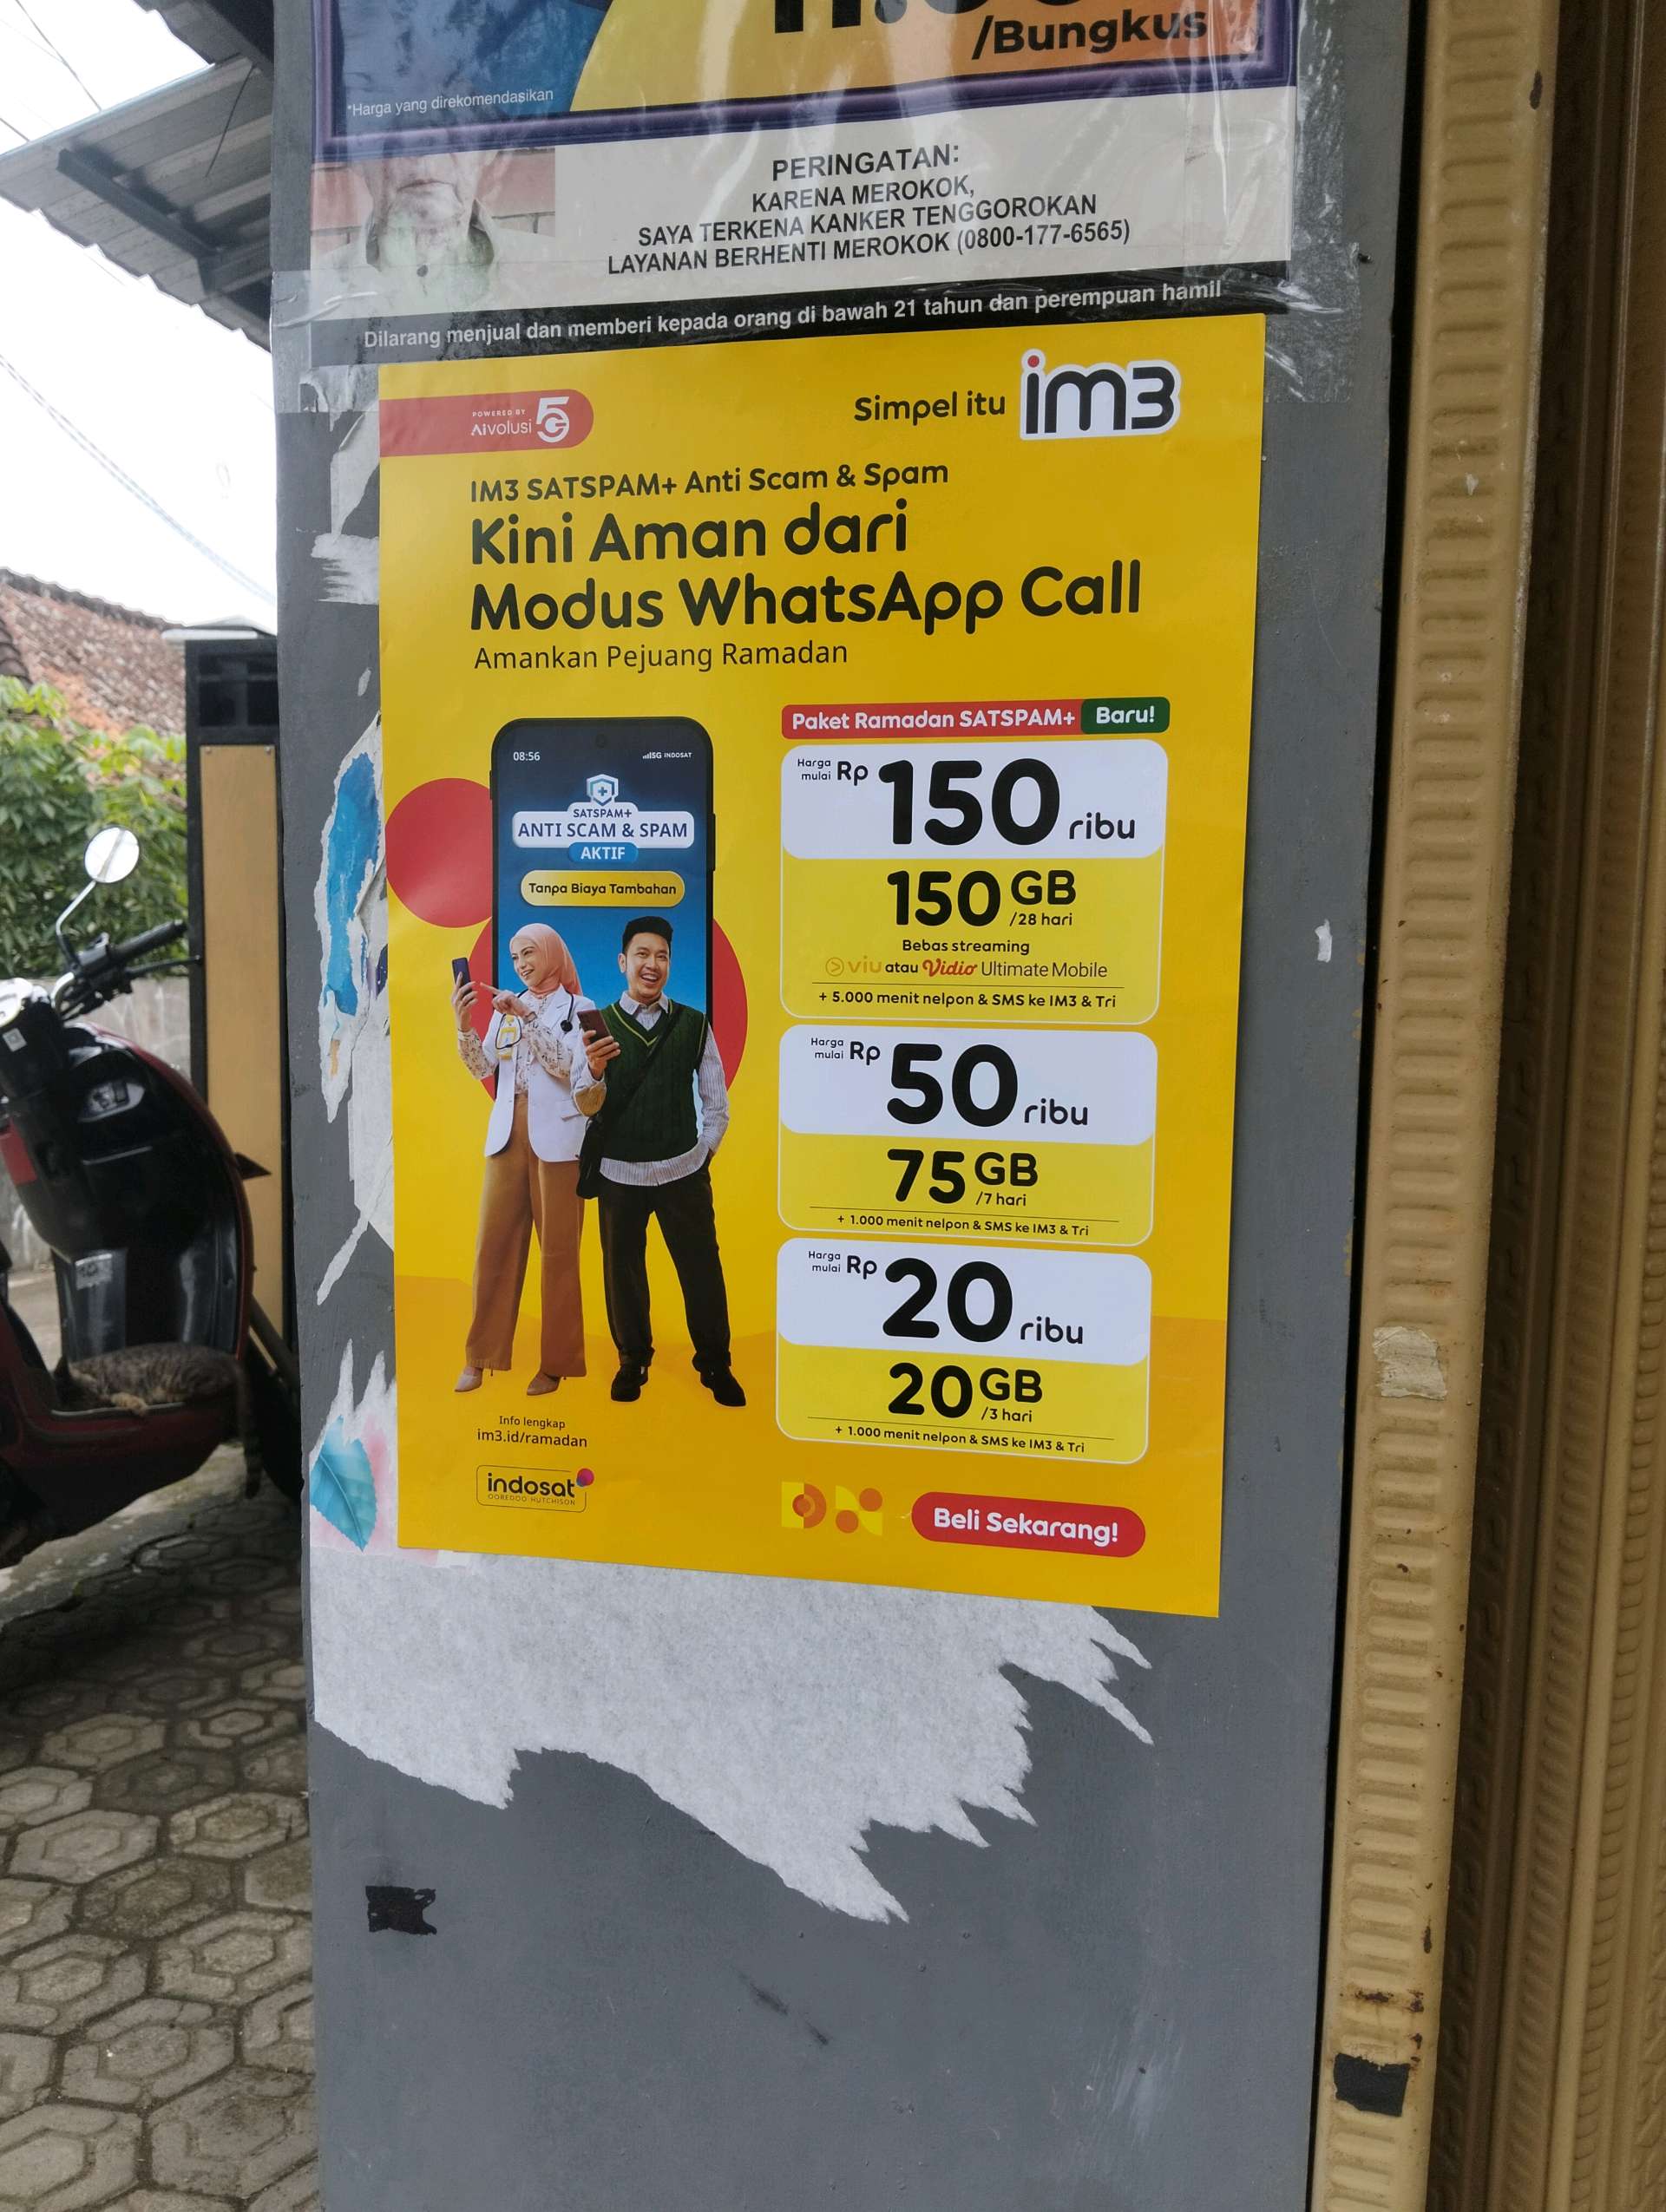 /Bungkus
*Harga yang direkomendasikan
PERINGATAN:
KARENA MEROKOK,
SAYA TERKENA KANKER TENGGOROKAN
LAYANAN BERHENTI MEROKOK (0800-177-6565)
Dilarang menjual dan memberi kepada orang di bawah 21 tahun dan perempuan hamil
POWERED BY
AIvolusi 5G
Simpel itu im3
IM3 SATSPAM+ Anti Scam & Spam
Kini Aman dari
Modus WhatsApp Call
Amankan Pejuang Ramadan
08:56
5G INDOSAT
SATSPAM+
ANTI SCAM & SPAM
AKTIF
Tanpa Biaya Tambahan
Paket Ramadan SATSPAM+ Baru!
Harga mulai Rp 150 ribu
150 GB
/28 hari
Bebas streaming
viu atau Vidio Ultimate Mobile
+ 5.000 menit nelpon & SMS ke IM3 & Tri
Harga mulai Rp 50 ribu
75 GB
/7 hari
+ 1.000 menit nelpon & SMS ke IM3 & Tri
Harga mulai Rp 20 ribu
20 GB
/3 hari
+ 1.000 menit nelpon & SMS ke IM3 & Tri
Info lengkap
im3.id/ramadan
indosat
OOREDOO HUTCHISON
Beli Sekarang!